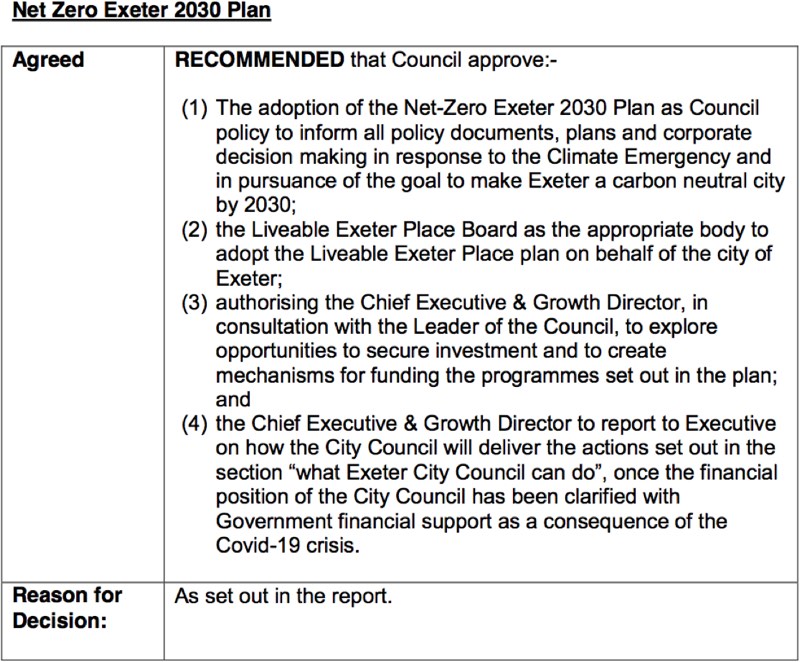 Net Zero Exeter 2030 Plan
Agreed
RECOMMENDED that Council approve:-
(1) The adoption of the Net-Zero Exeter 2030 Plan as Council
policy to inform all policy documents, plans and corporate
decision making in response to the Climate Emergency and
in pursuance of the goal to make Exeter a carbon neutral city
by 2030;
(2) the Liveable Exeter Place Board as the appropriate body to
adopt the Liveable Exeter Place plan on behalf of the city of
Exeter;
(3) authorising the Chief Executive & Growth Director, in
consultation with the Leader of the Council, to explore
opportunities to secure investment and to create
mechanisms for funding the programmes set out in the plan;
and
(4) the Chief Executive & Growth Director to report to Executive
on how the City Council will deliver the actions set out in the
section “what Exeter City Council can do”, once the financial
position of the City Council has been clarified with
Government financial support as a consequence of the
Covid-19 crisis.
Reason for
Decision:
As set out in the report.